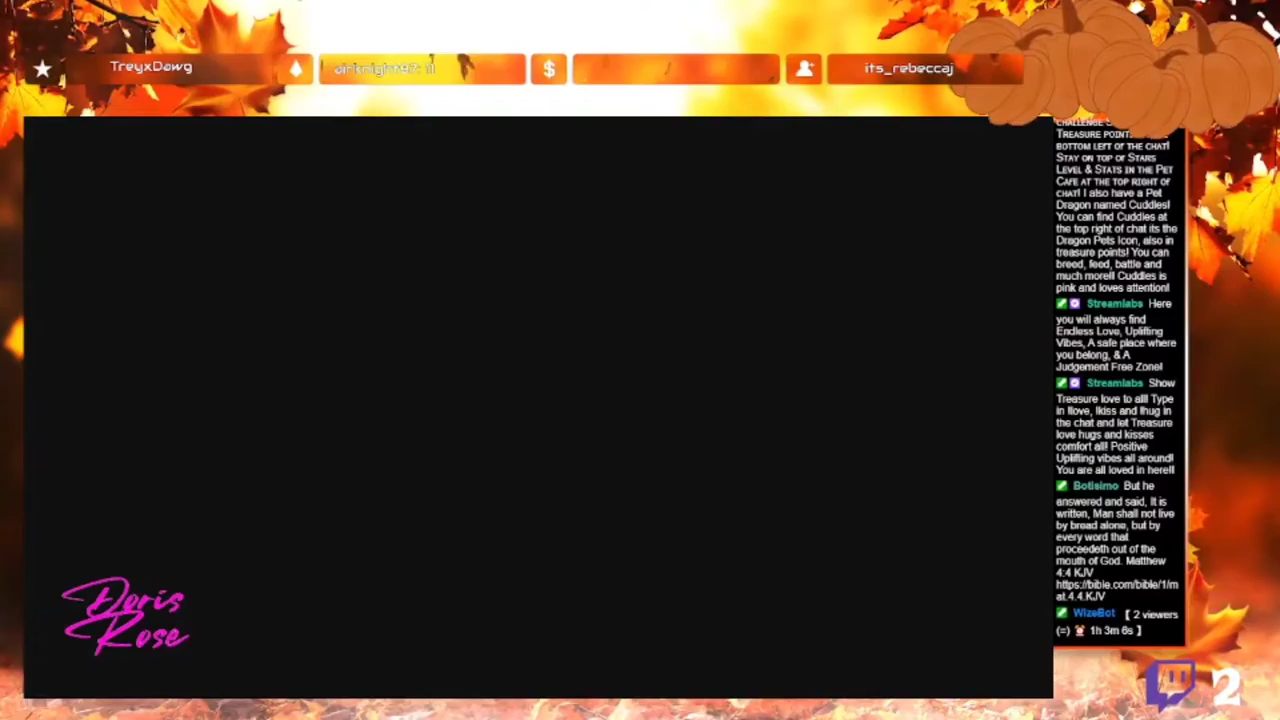 TreyxDawg
$
its_rebeccaj
TREASURE POINT
BOTTOM LEFT OF THE CHAT!
STAY ON TOP OF STARS
LEVEL & STATS IN THE PET
CAFE AT THE TOP RIGHT OF
CHAT! I also have a Pet
Dragon named Cuddles!
You can find Cuddles at
the top right of chat its the
Dragon Pets Icon, also in
treasure points! You can
breed, feed, battle and
much more!! Cuddles is
pink and loves attention!
Streamlabs Here
you will always find
Endless Love, Uplifting
Vibes, A safe place where
you belong, & A
Judgement Free Zone!
Streamlabs Show
Treasure love to all! Type
in !love, !kiss and !hug in
the chat and let Treasure
love hugs and kisses
comfort all! Positive
Uplifting vibes all around!
You are all loved in here!!
Botisimo But he
answered and said, It is
written, Man shall not live
by bread alone, but by
every word that
proceedeth out of the
mouth of God. Matthew
4:4 KJV
https://bible.com/bible/1/m
at.4.4.KJV
WizeBot [ 2 viewers
(=) ⏰ 1h 3m 6s ]
Doris
Rose
2